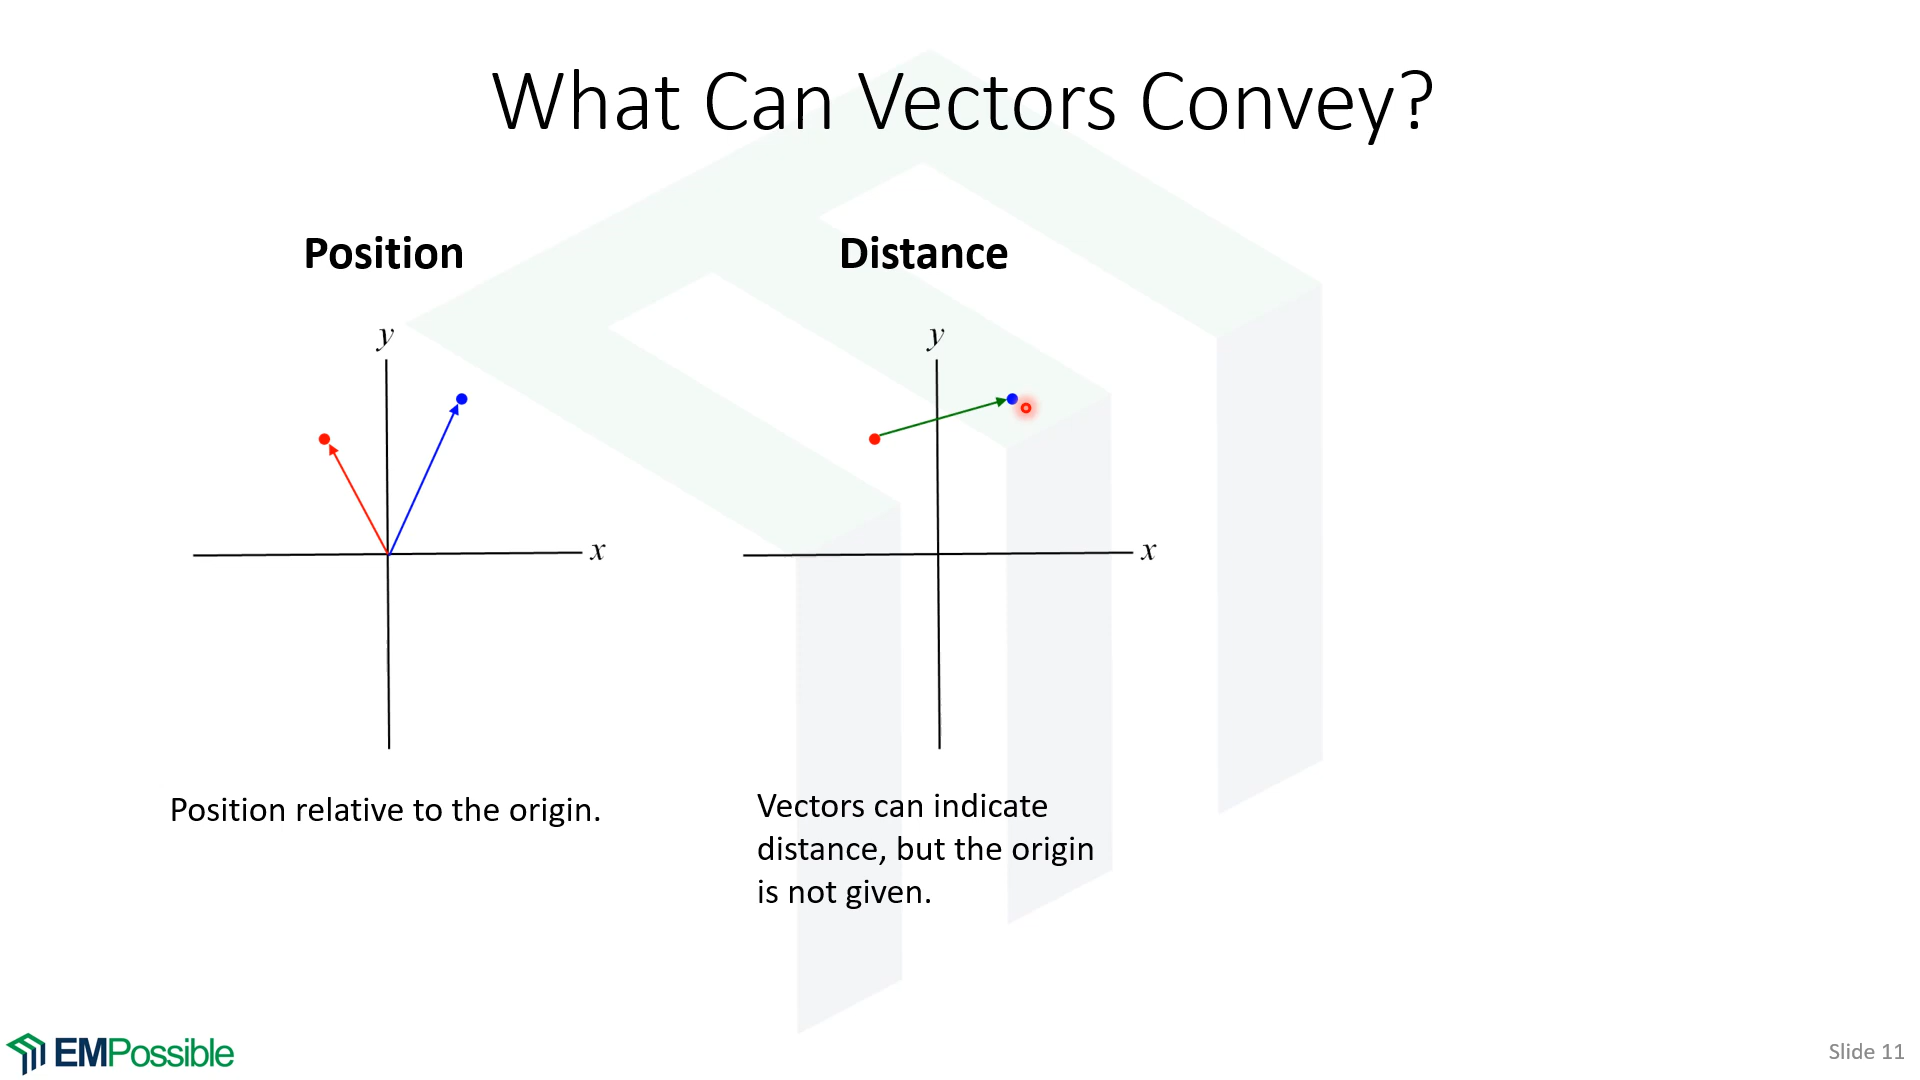 What Can Vectors Convey?
Position
Distance
y
x
y
x
Position relative to the origin.
Vectors can indicate
distance, but the origin
is not given.
EMPossible
Slide 11